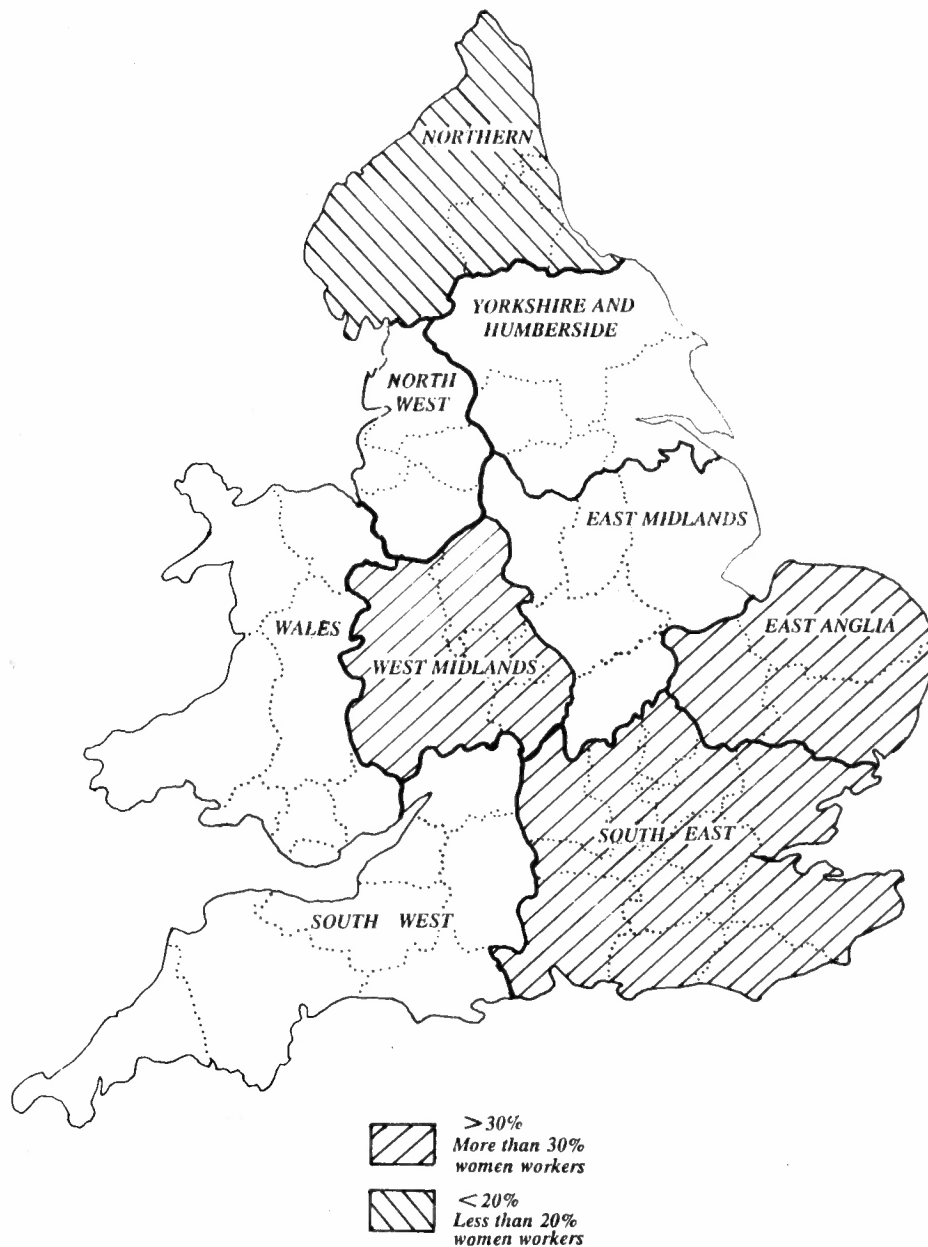 NORTHERN
YORKSHIRE AND
HUMBERSIDE
NORTH
WEST
EAST MIDLANDS
WALES
EAST ANGLIA
WEST MIDLANDS
SOUTH EAST
SOUTH WEST
>30%
More than 30%
women workers
<20%
Less than 20%
women workers